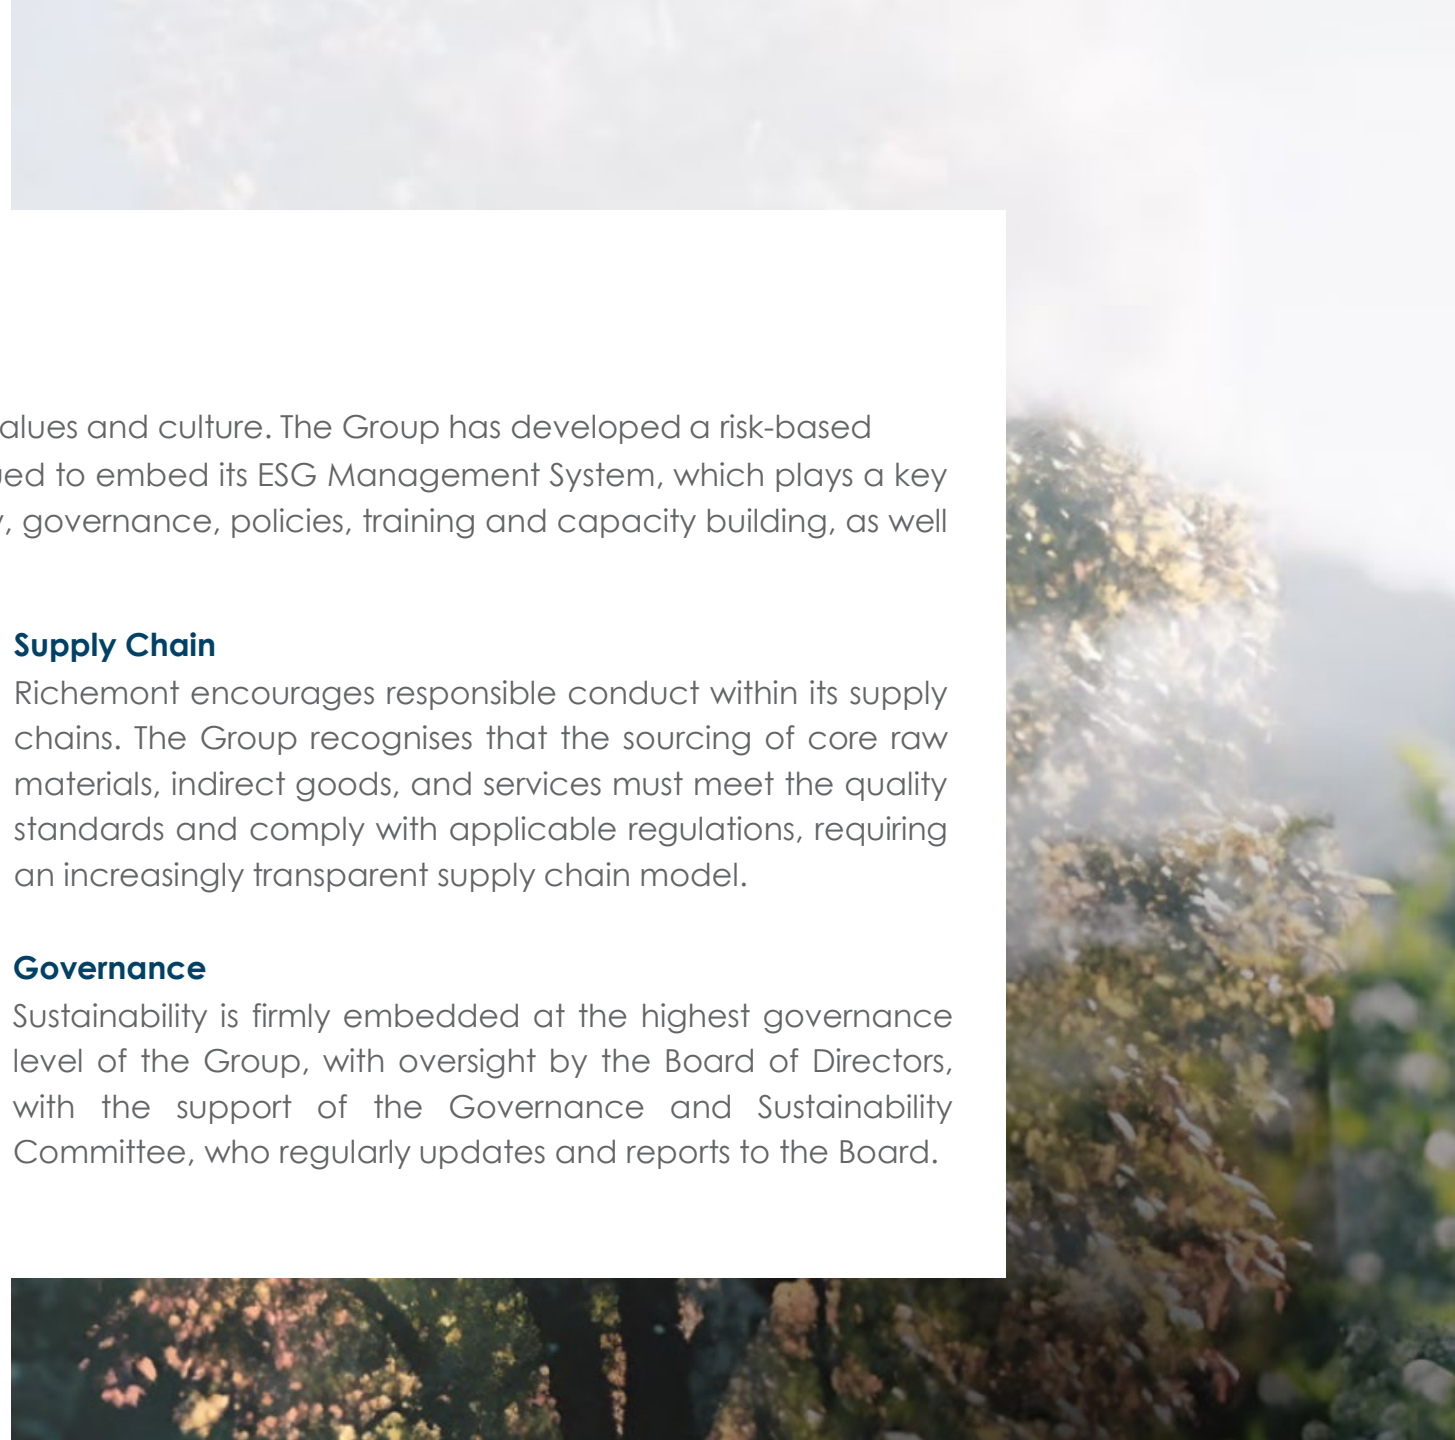 and culture. The Group has developed a risk-based
to embed its ESG Management System, which plays a key
governance, policies, training and capacity building, as well
Supply Chain
Richemont encourages responsible conduct within its supply
chains. The Group recognises that the sourcing of core raw
materials, indirect goods, and services must meet the quality
standards and comply with applicable regulations, requiring
an increasingly transparent supply chain model.
Governance
Sustainability is firmly embedded at the highest governance
level of the Group, with oversight by the Board of Directors,
with the support of the Governance and Sustainability
Committee, who regularly updates and reports to the Board.